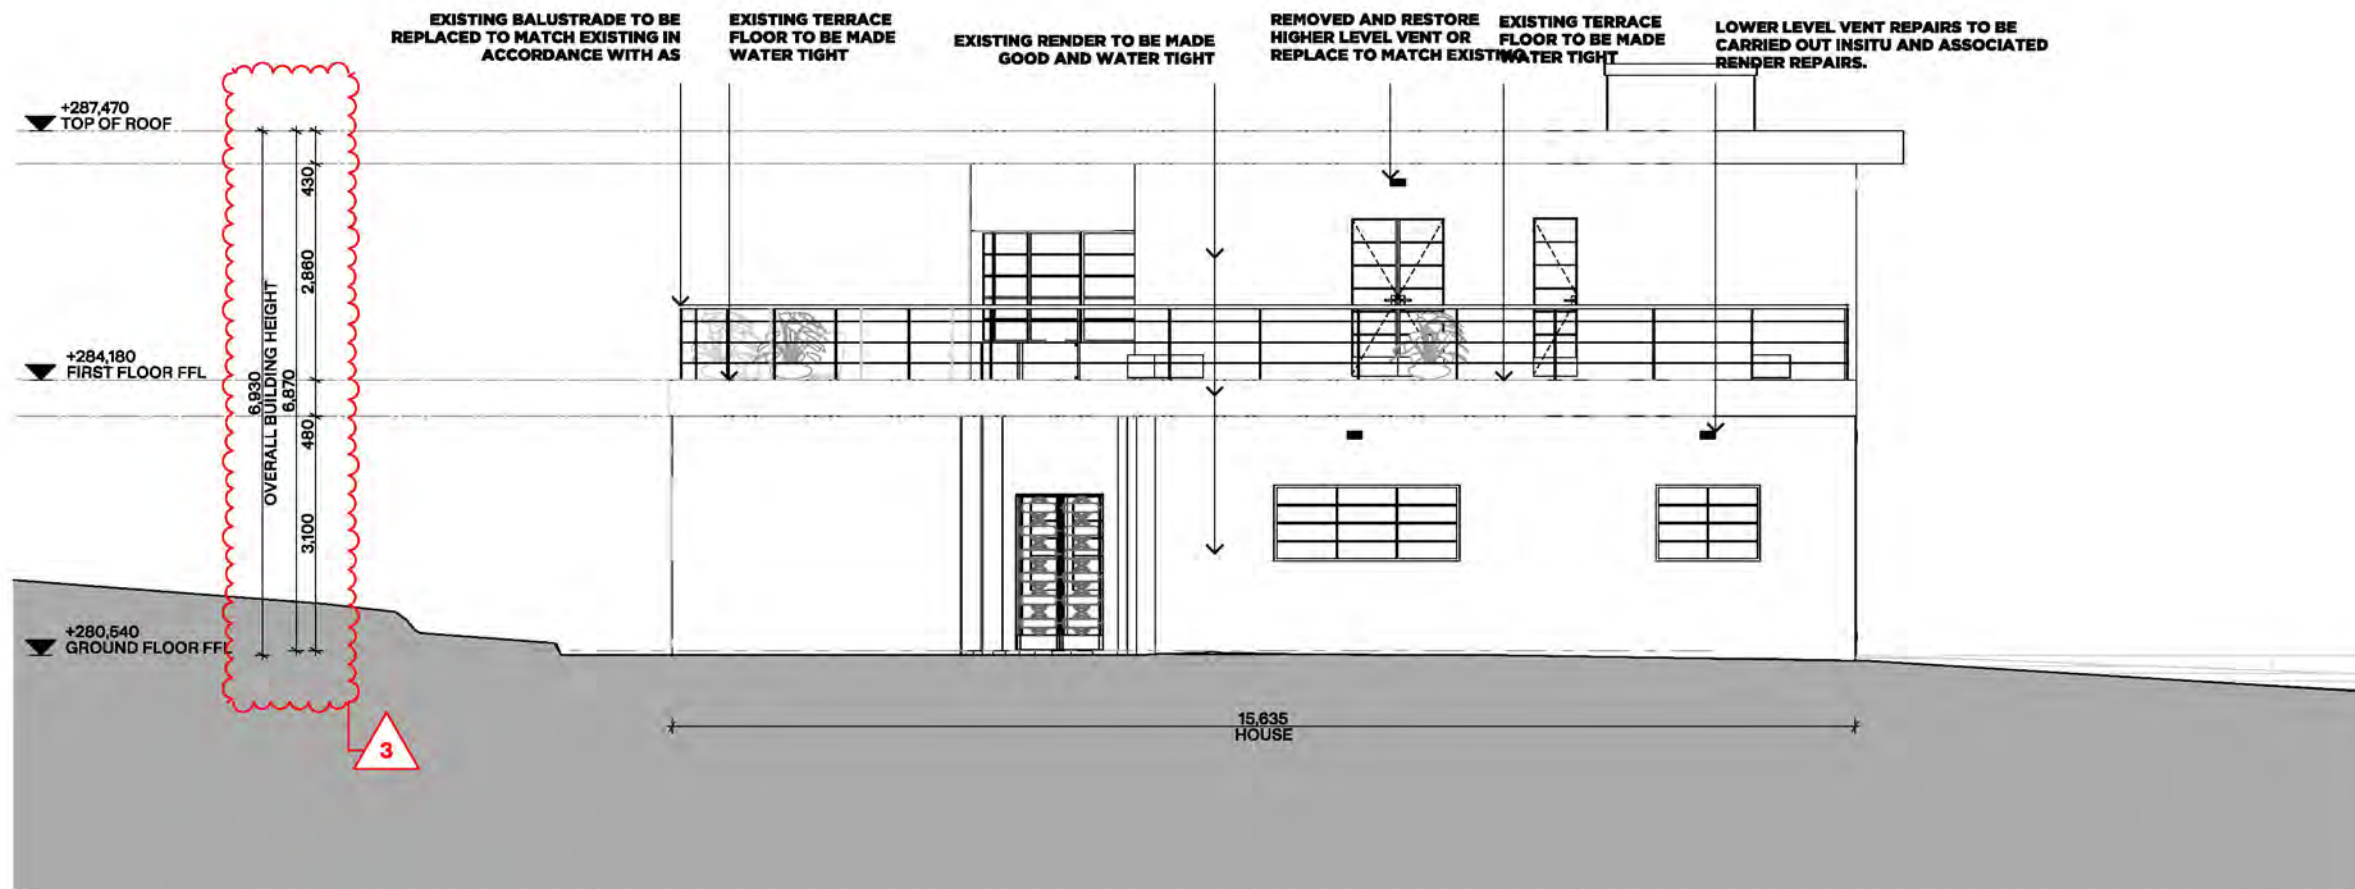 EXISTING BALUSTRADE TO BE
REPLACED TO MATCH EXISTING IN
ACCORDANCE WITH AS
EXISTING TERRACE
FLOOR TO BE MADE
WATER TIGHT
EXISTING RENDER TO BE MADE
GOOD AND WATER TIGHT
REMOVED AND RESTORE
HIGHER LEVEL VENT OR
REPLACE TO MATCH EXISTING
EXISTING TERRACE
FLOOR TO BE MADE
WATER TIGHT
LOWER LEVEL VENT REPAIRS TO BE
CARRIED OUT INSITU AND ASSOCIATED
RENDER REPAIRS.
+287,470
TOP OF ROOF
430
2,860
+284,180
FIRST FLOOR FFL
6,930
OVERALL BUILDING HEIGHT
6,870
480
3,100
+280,540
GROUND FLOOR FFL
3
15,635
HOUSE